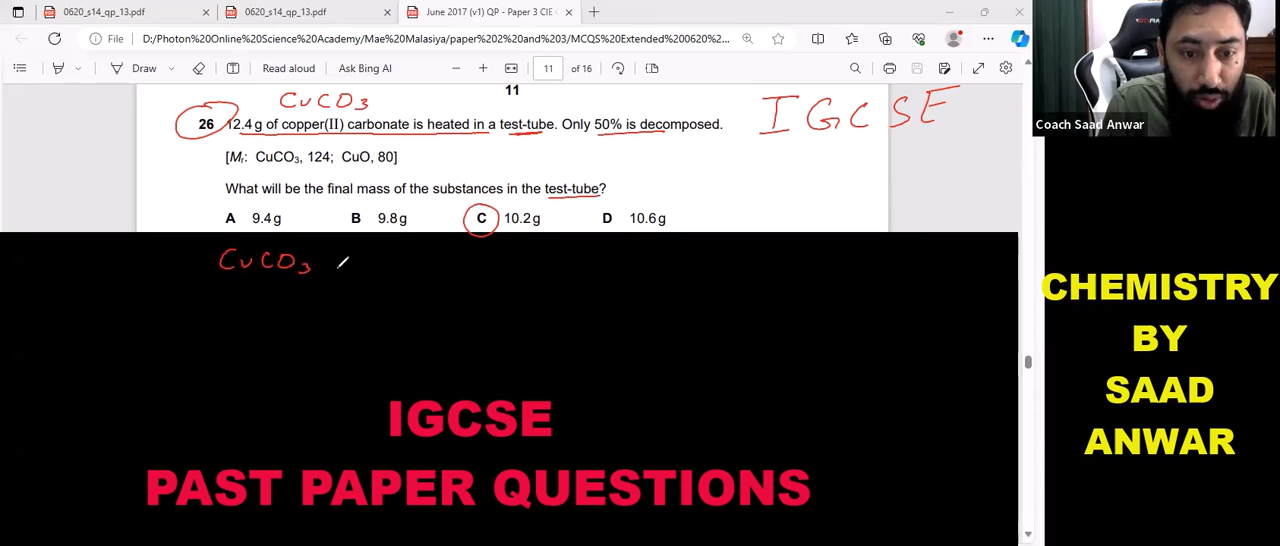 0620_s14_qp_13.pdf
0620_s14_qp_13.pdf
June 2017 (v1) QP - Paper 3 CIE C
D:/Photon%20Online%20Science%20Academy/Mae%20Malasiya/paper%202%20and%203/MCQS%20Extended%200620%2...
Draw
Read aloud
Ask Bing AI
11
of 16
11
CuCO3
IGCSE
26 12.4 g of copper(II) carbonate is heated in a test-tube. Only 50% is decomposed.
[Mr: CuCO3, 124; CuO, 80]
What will be the final mass of the substances in the test-tube?
A 9.4 g B 9.8 g C 10.2 g D 10.6 g
CuCO3
IGCSE
PAST PAPER QUESTIONS
Coach Saad Anwar
CHEMISTRY
BY
SAAD
ANWAR